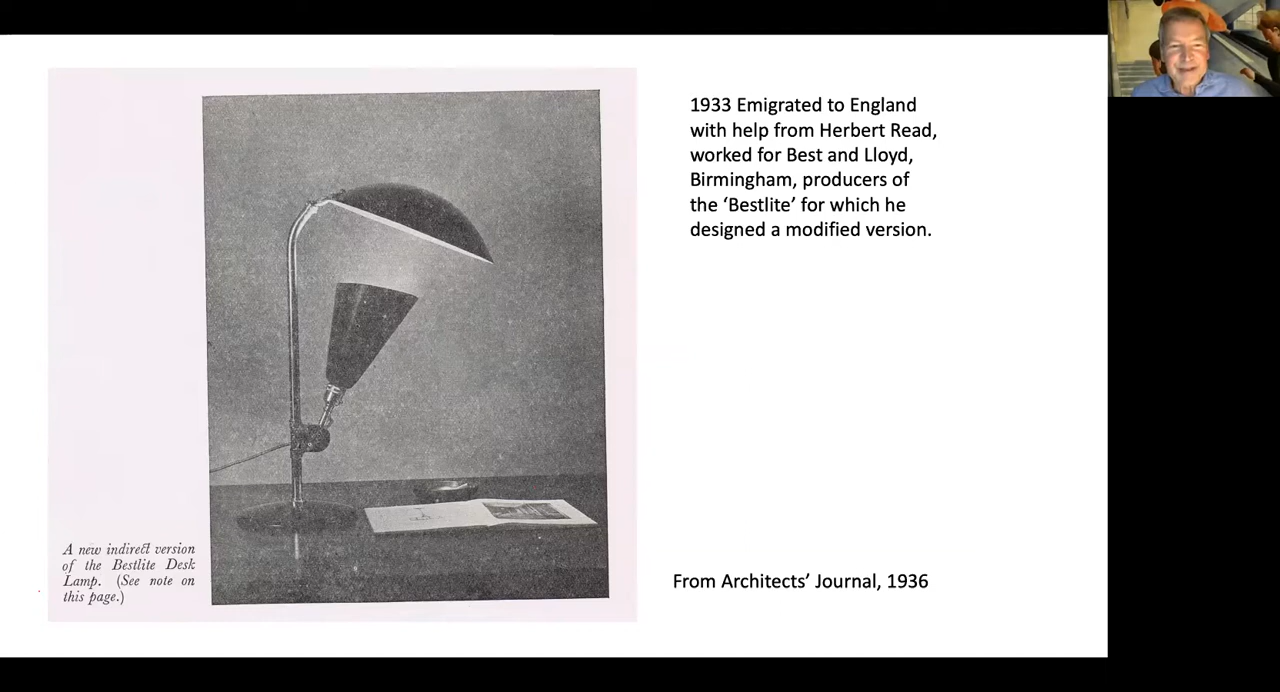 1933 Emigrated to England
with help from Herbert Read,
worked for Best and Lloyd,
Birmingham, producers of
the ‘Bestlite’ for which he
designed a modified version.
A new indirect version
of the Bestlite Desk
Lamp. (See note on
this page.)
From Architects’ Journal, 1936